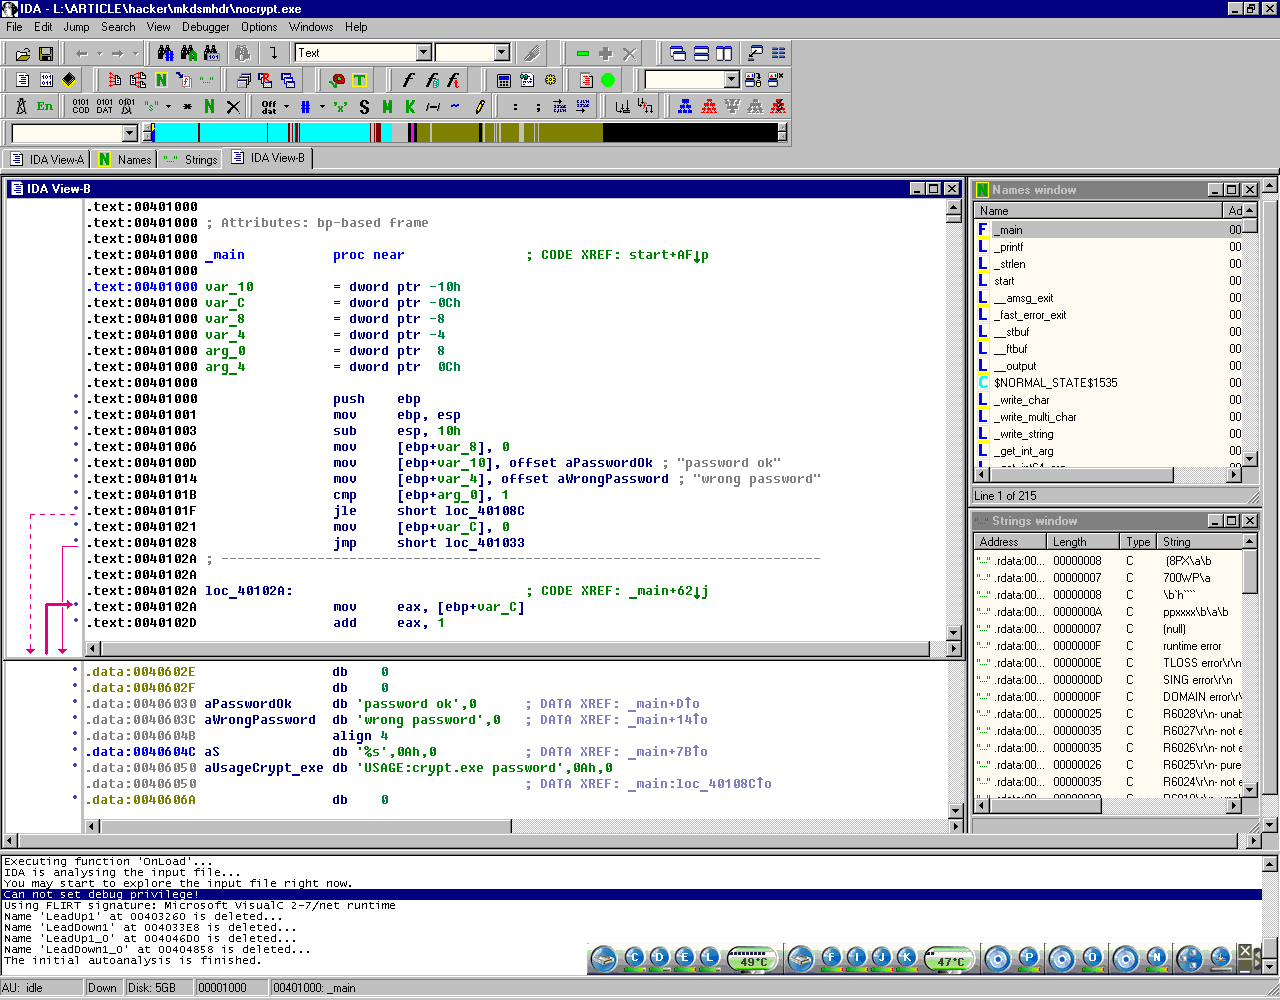 IDA - L:\ARTICLE\hacker\mkdsmhdr\nocrypt.exe
File Edit Jump Search View Debugger Options Windows Help
Text
En
Off dat
IDA View-A Names Strings IDA View-B
IDA View-B
.text:00401000
.text:00401000 ; Attributes: bp-based frame
.text:00401000
.text:00401000 _main proc near ; CODE XREF: start+AF↓p
.text:00401000
.text:00401000 var_10 = dword ptr -10h
.text:00401000 var_C = dword ptr -0Ch
.text:00401000 var_8 = dword ptr -8
.text:00401000 var_4 = dword ptr -4
.text:00401000 arg_0 = dword ptr 8
.text:00401000 arg_4 = dword ptr 0Ch
.text:00401000
.text:00401000 push ebp
.text:00401001 mov ebp, esp
.text:00401003 sub esp, 10h
.text:00401006 mov [ebp+var_8], 0
.text:0040100D mov [ebp+var_10], offset aPasswordOk ; "password ok"
.text:00401014 mov [ebp+var_4], offset aWrongPassword ; "wrong password"
.text:0040101B cmp [ebp+arg_0], 1
.text:0040101F jle short loc_40108C
.text:00401021 mov [ebp+var_C], 0
.text:00401028 jmp short loc_401033
.text:0040102A ; ---------------------------------------------------------------------------
.text:0040102A
.text:0040102A loc_40102A: ; CODE XREF: _main+62↓j
.text:0040102A mov eax, [ebp+var_C]
.text:0040102D add eax, 1
.data:0040602E db 0
.data:0040602F db 0
.data:00406030 aPasswordOk db 'password ok',0 ; DATA XREF: _main+D↑o
.data:0040603C aWrongPassword db 'wrong password',0 ; DATA XREF: _main+14↑o
.data:0040604B align 4
.data:0040604C aS db '%s',0Ah,0 ; DATA XREF: _main+7B↑o
.data:00406050 aUsageCrypt_exe db 'USAGE:crypt.exe password',0Ah,0
.data:00406050 ; DATA XREF: _main:loc_40108C↑o
.data:0040606A db 0
Names window
Name Ad
F _main 00
L _printf 00
L _strlen 00
L start 00
L __amsg_exit 00
L _fast_error_exit 00
L __stbuf 00
L __ftbuf 00
L __output 00
C $NORMAL_STATE$1535 00
L _write_char 00
L _write_multi_char 00
L _write_string 00
L _get_int_arg 00
Line 1 of 215
Strings window
Address Length Type String
"..." .rdata:00... 00000008 C (8PX\a\b
"..." .rdata:00... 00000007 C 700WP\a
"..." .rdata:00... 00000008 C \b`h````
"..." .rdata:00... 0000000A C ppxxxx\b\a\b
"..." .rdata:00... 00000007 C (null)
"..." .rdata:00... 0000000F C runtime error
"..." .rdata:00... 0000000E C TLOSS error\r\n
"..." .rdata:00... 0000000D C SING error\r\n
"..." .rdata:00... 0000000F C DOMAIN error\r
"..." .rdata:00... 00000025 C R6028\r\n- unab
"..." .rdata:00... 00000035 C R6027\r\n- not e
"..." .rdata:00... 00000035 C R6026\r\n- not e
"..." .rdata:00... 00000026 C R6025\r\n- pure
"..." .rdata:00... 00000035 C R6024\r\n- not e
Executing function 'OnLoad'...
IDA is analysing the input file...
You may start to explore the input file right now.
Can not set debug privilege!
Using FLIRT signature: Microsoft VisualC 2-7/net runtime
Name 'LeadUp1' at 00403260 is deleted...
Name 'LeadDown1' at 004033E8 is deleted...
Name 'LeadUp1_0' at 004046D0 is deleted...
Name 'LeadDown1_0' at 00404858 is deleted...
The initial autoanalysis is finished.
C D E L 49°C F I J K 47°C P O N
AU: idle Down Disk: 5GB 00001000 00401000: _main